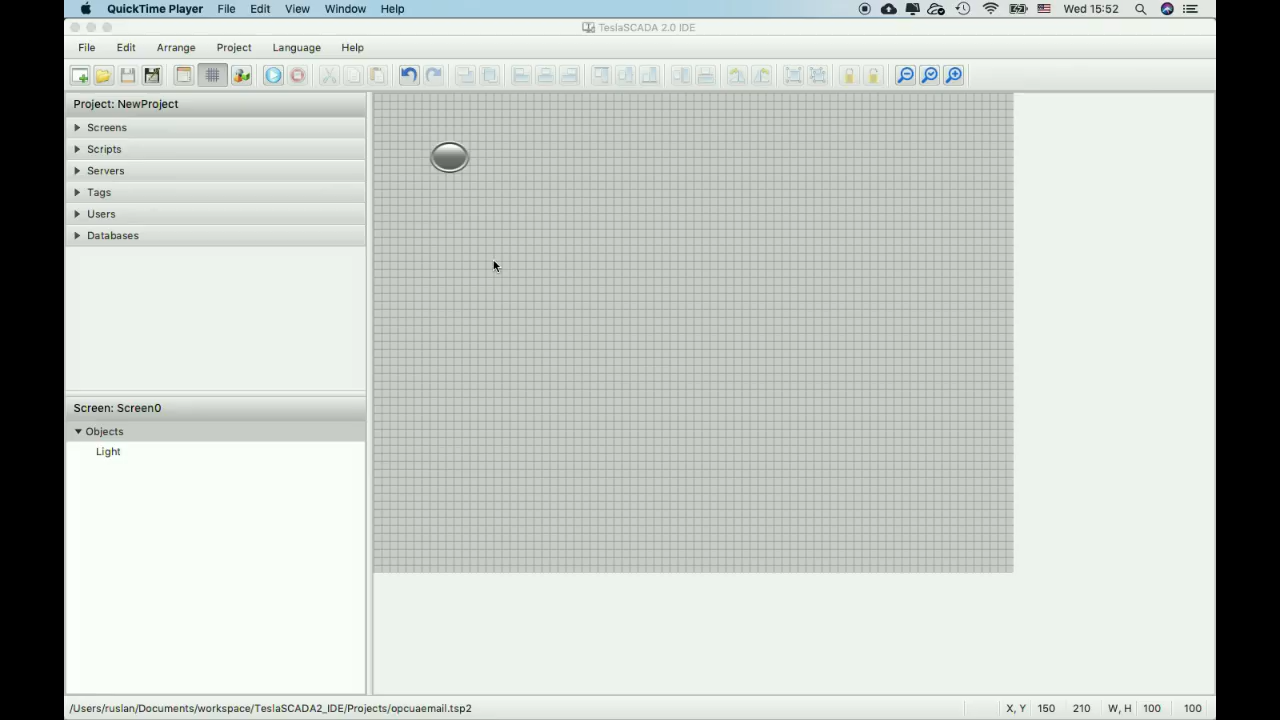 QuickTime Player File Edit View Window Help Wed 15:52
TeslaSCADA 2.0 IDE
File Edit Arrange Project Language Help
Project: NewProject
Screens
Scripts
Servers
Tags
Users
Databases
Screen: Screen0
Objects
Light
/Users/ruslan/Documents/workspace/TeslaSCADA2_IDE/Projects/opcuaemail.tsp2 X, Y 150 210 W, H 100 100